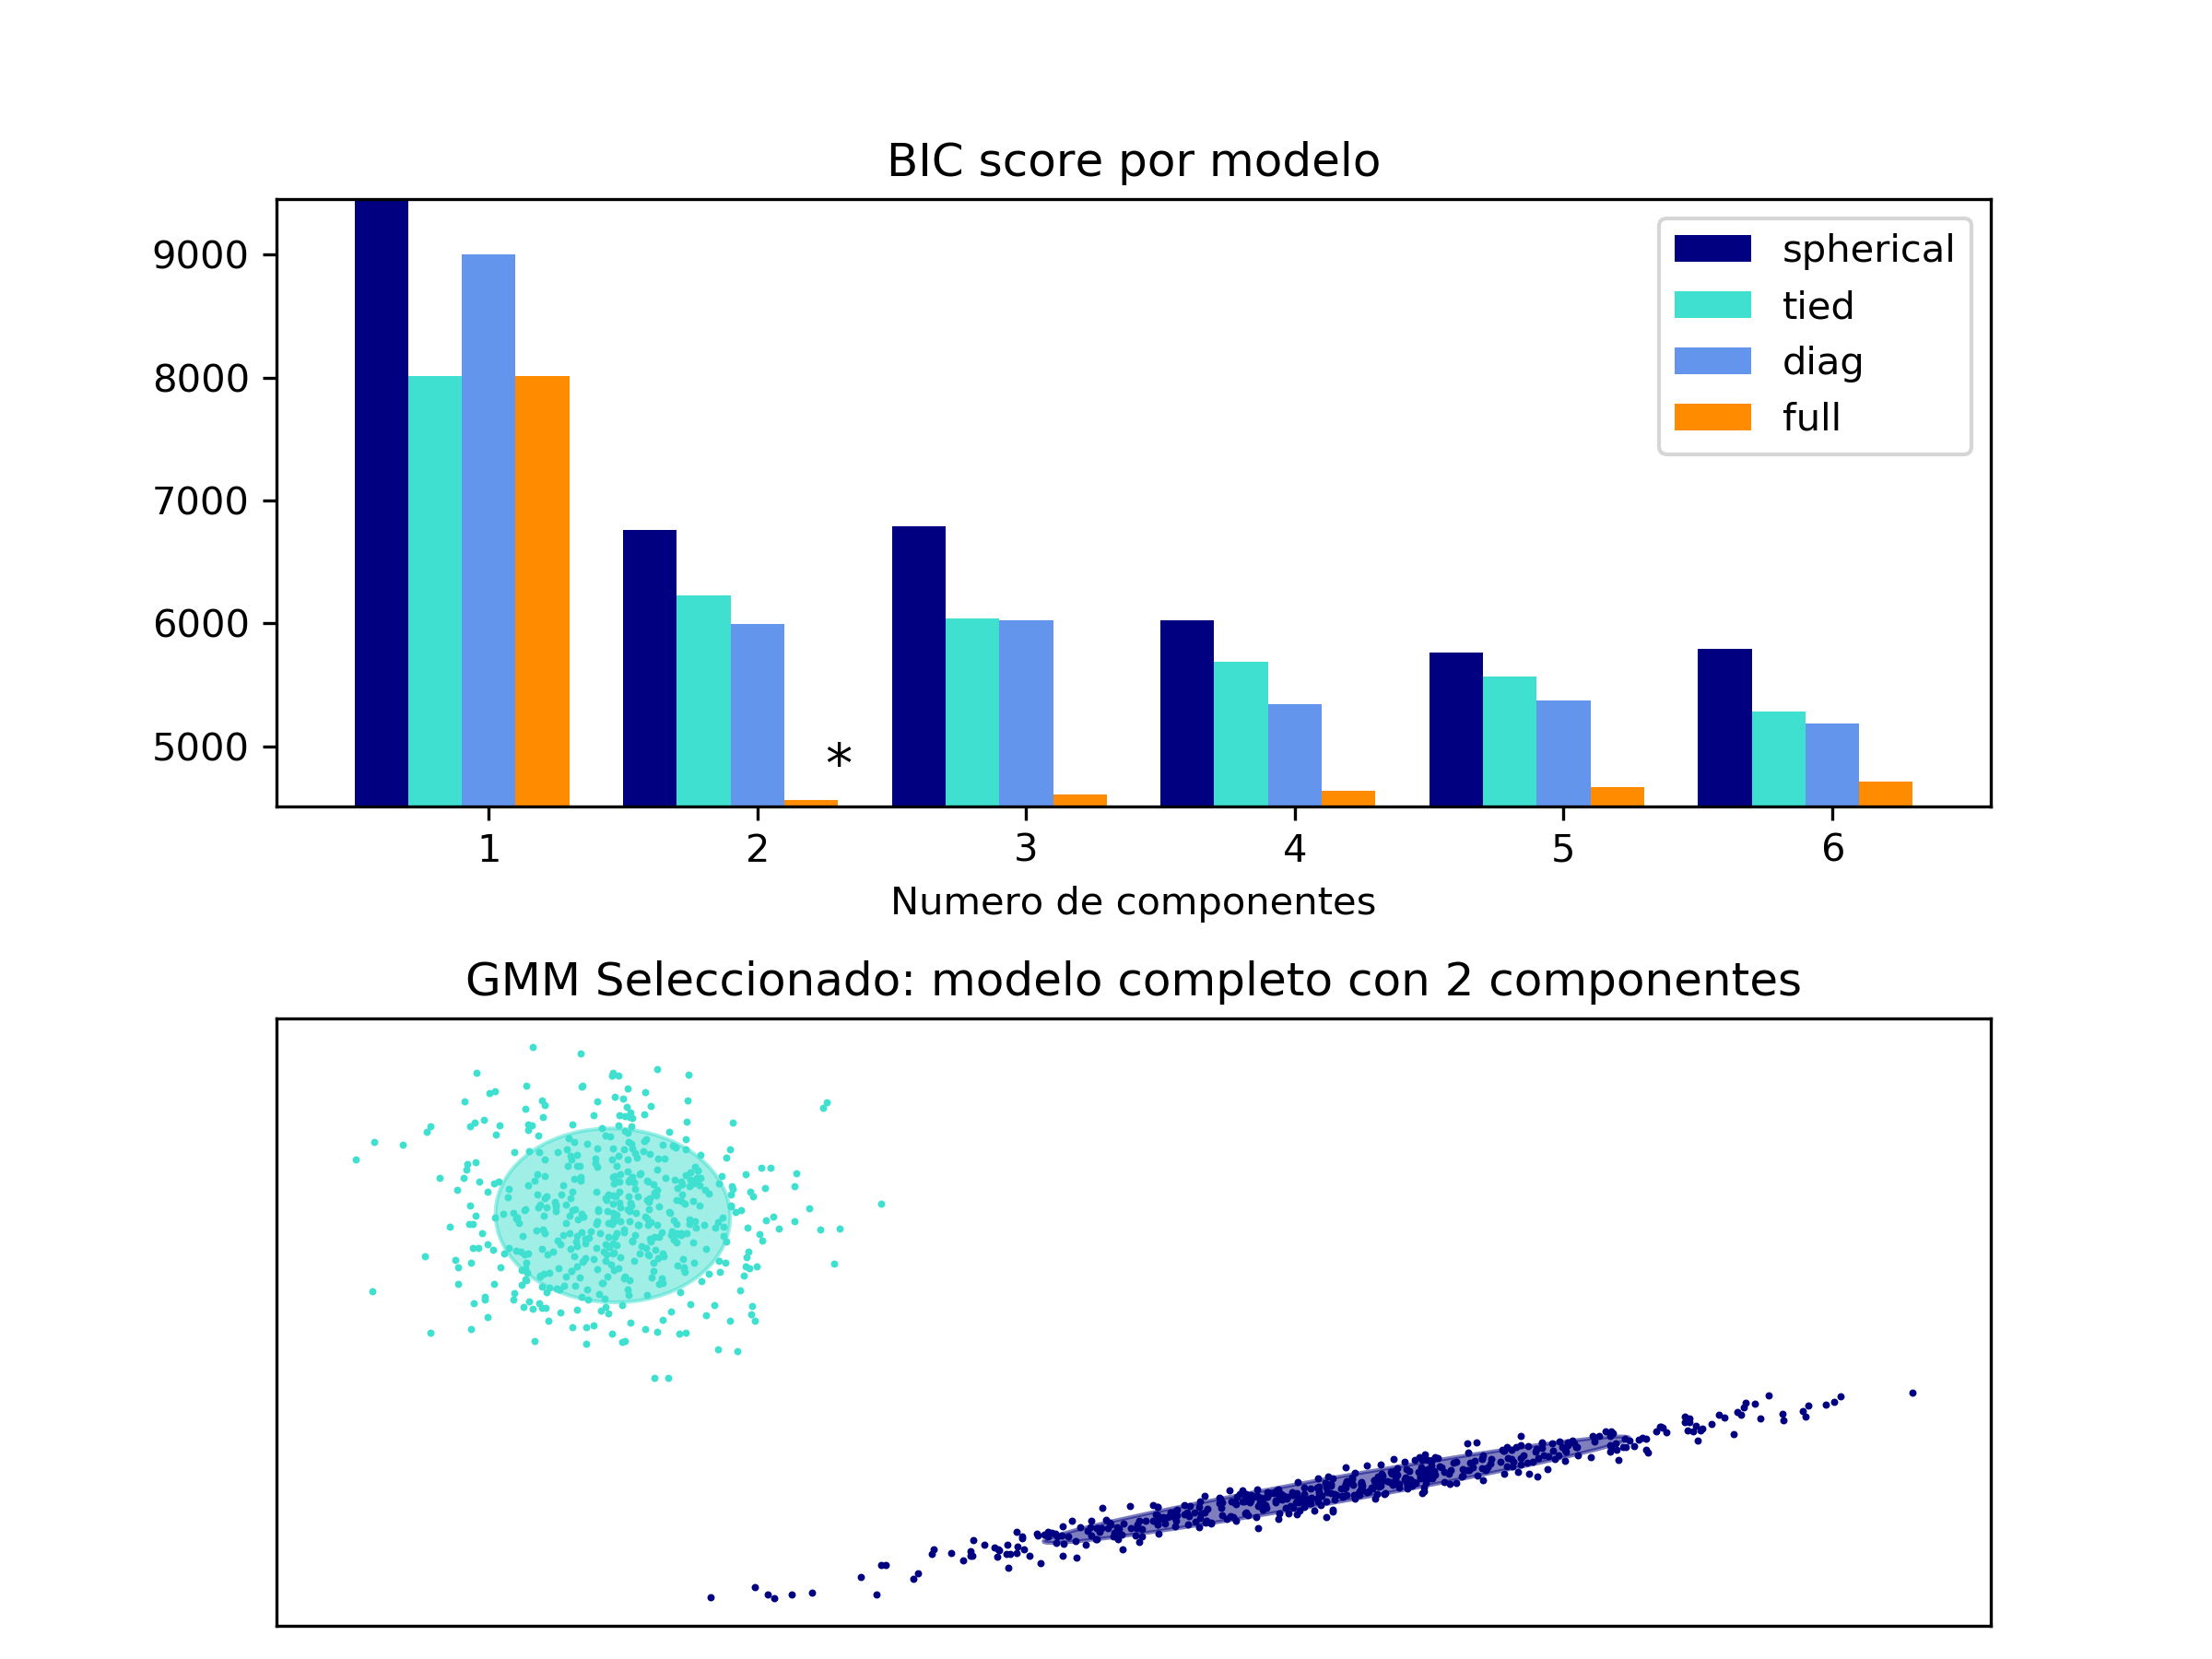 BIC score por modelo
9000
8000
7000
6000
5000
spherical
tied
diag
full
*
1 2 3 4 5 6
Numero de componentes
GMM Seleccionado: modelo completo con 2 componentes